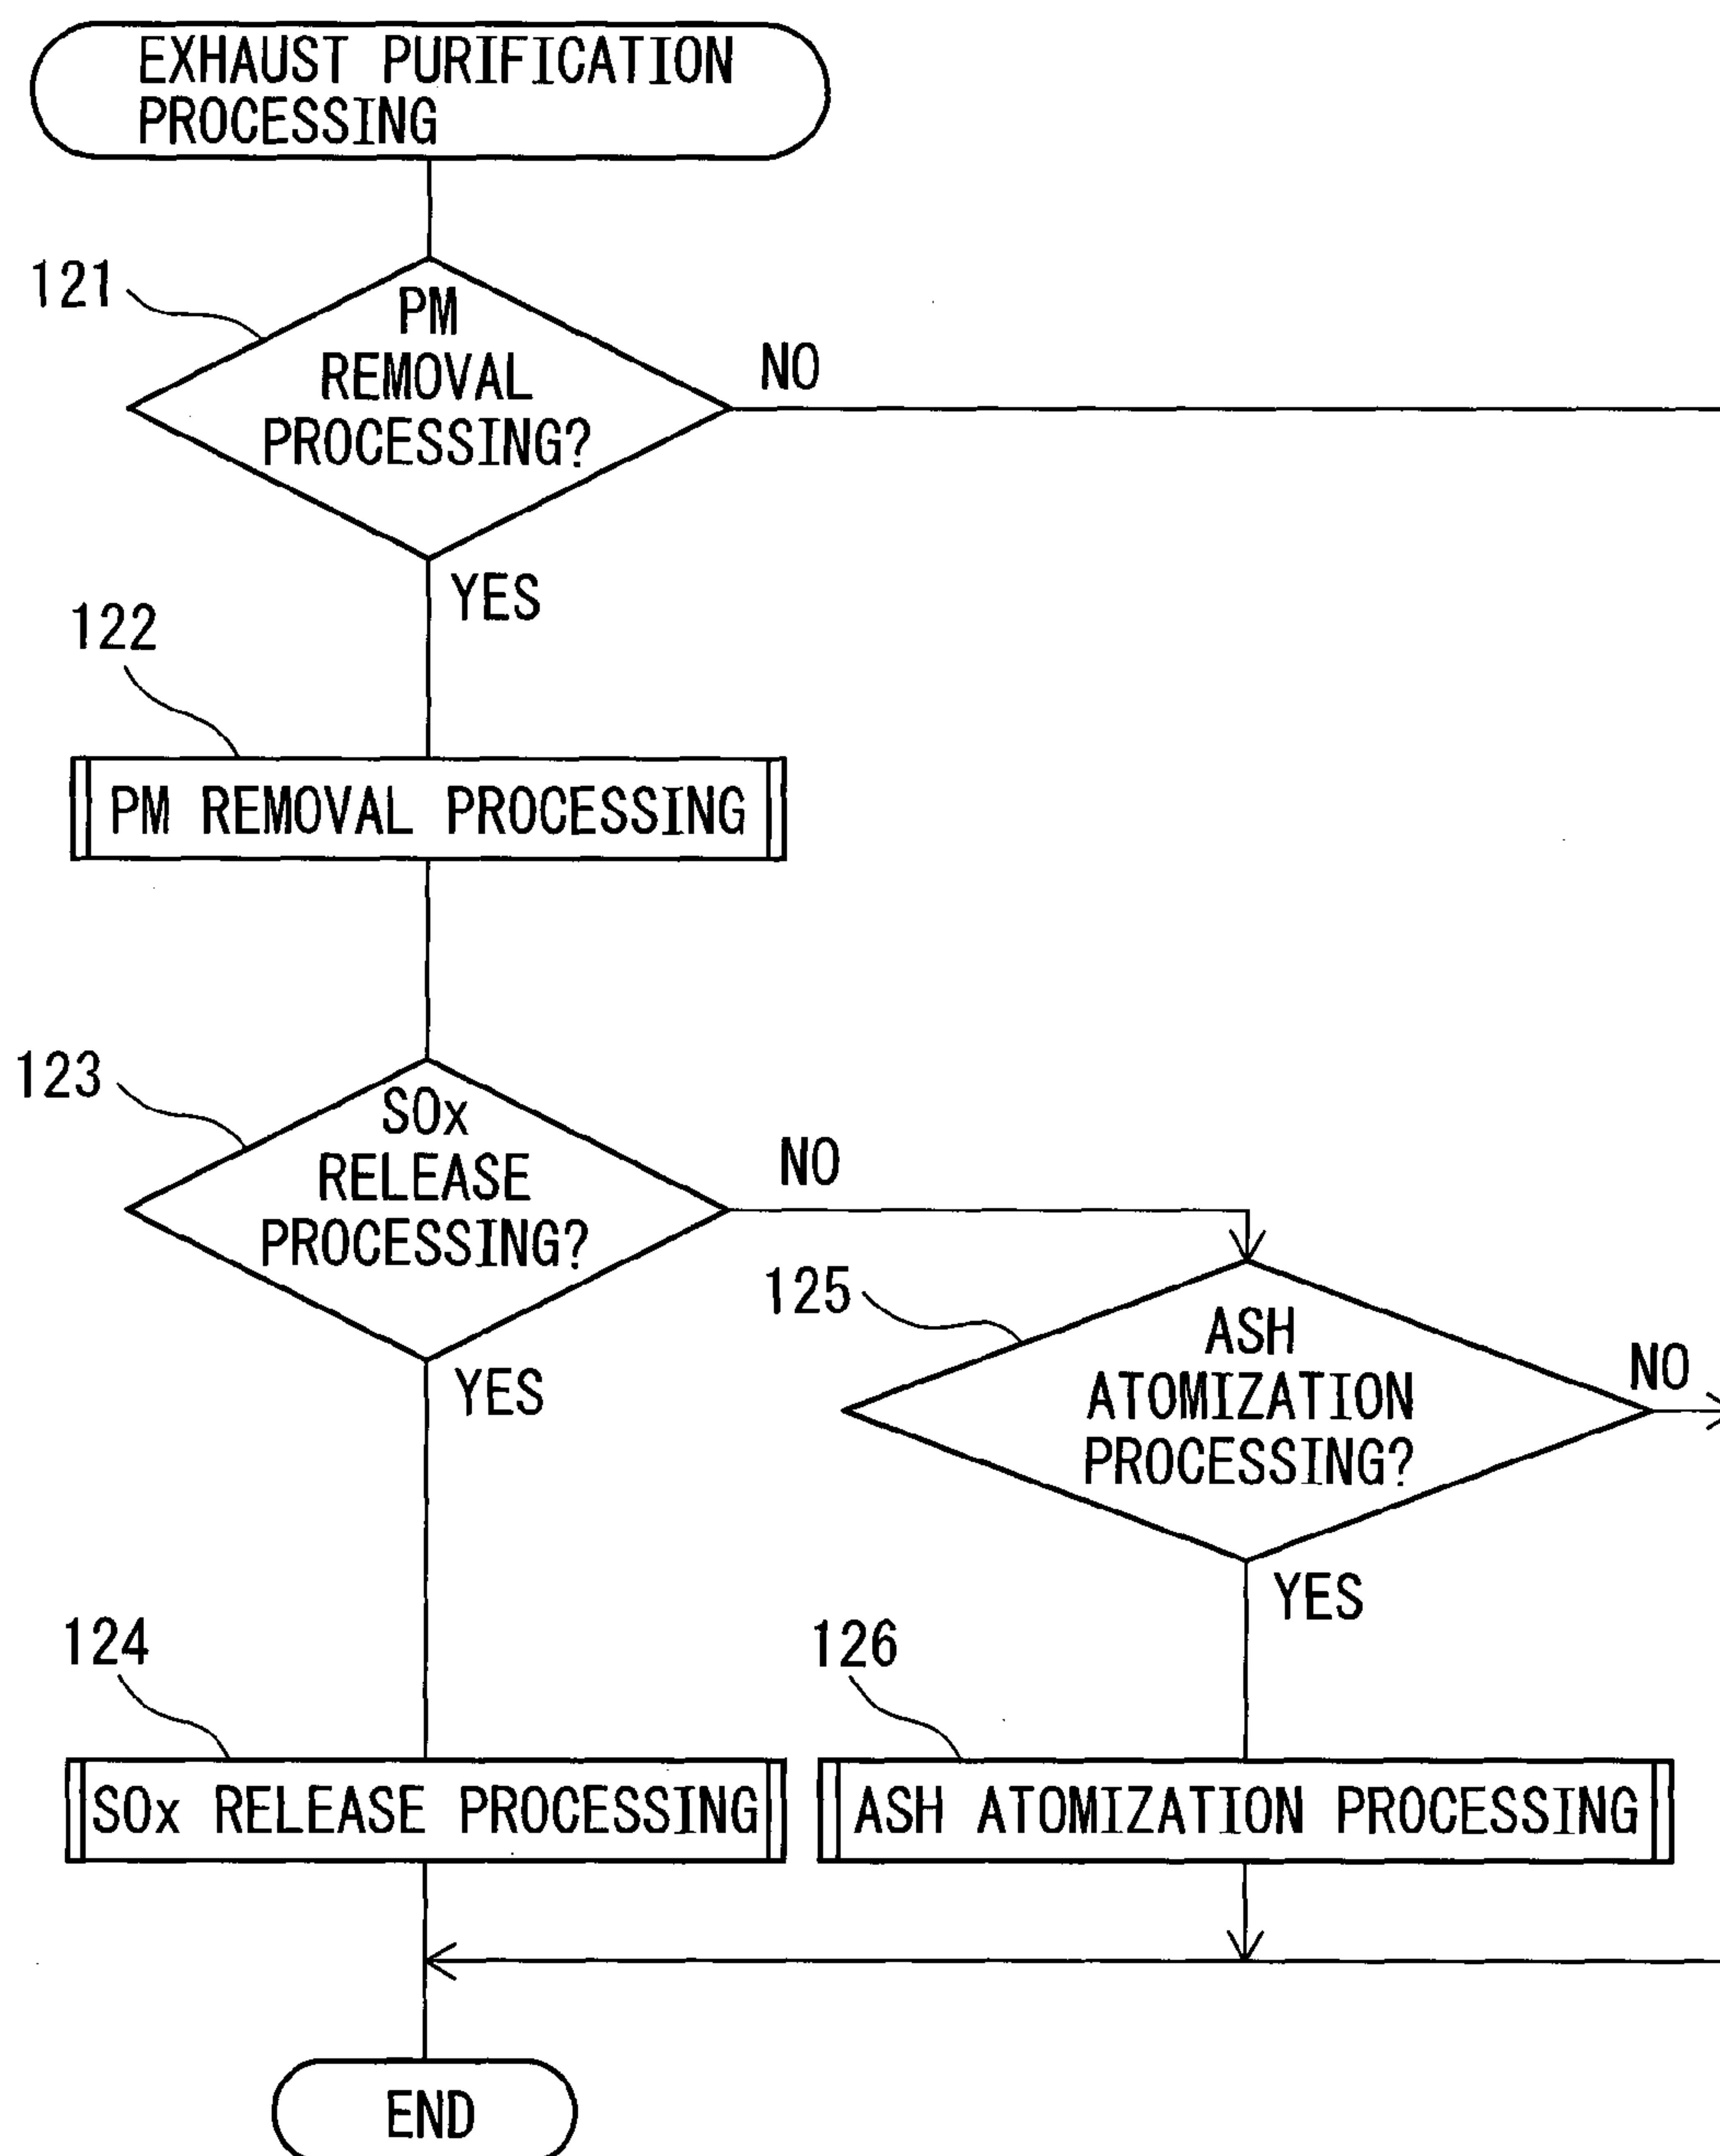 EXHAUST PURIFICATION
PROCESSING
121
PM
REMOVAL
PROCESSING?
NO
YES
122
PM REMOVAL PROCESSING
123
SOx
RELEASE
PROCESSING?
NO
YES
125
ASH
ATOMIZATION
PROCESSING?
NO
YES
124
SOx RELEASE PROCESSING
126
ASH ATOMIZATION PROCESSING
END